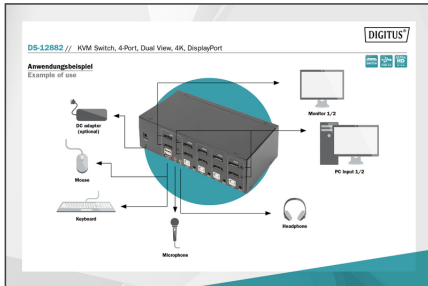 DIGITUS®
DS-12882 // KVM Switch, 4-Port, Dual View, 4K, DisplayPort
Anwendungsbeispiel
Example of use
Monitor 1/2
DC adapter
(optional)
PC Input 1/2
Mouse
Keyboard
Headphone
Microphone